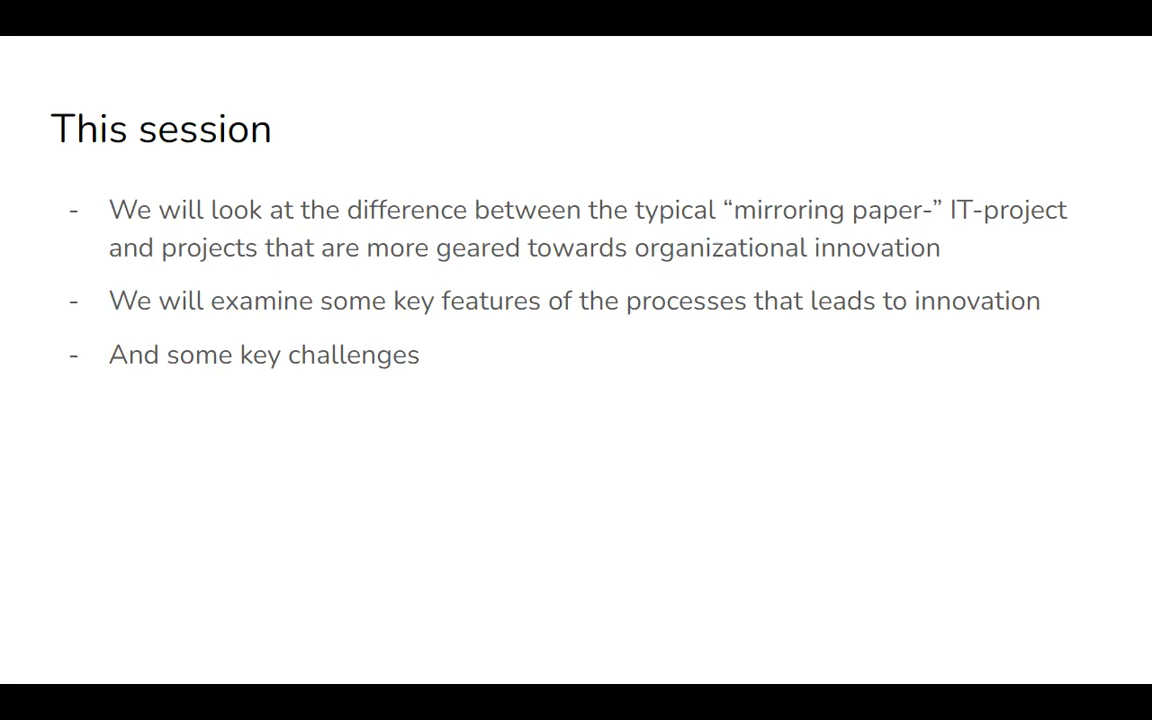 This session
- We will look at the difference between the typical “mirroring paper-” IT-project
and projects that are more geared towards organizational innovation
- We will examine some key features of the processes that leads to innovation
- And some key challenges